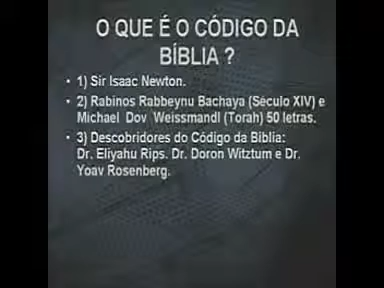 O QUE É O CÓDIGO DA
BÍBLIA ?
• 1) Sir Isaac Newton.
• 2) Rabinos Rabbeynu Bachaya (Século XIV) e
Michael Dov Weissmandl (Torah) 50 letras.
• 3) Descobridores do Código da Bíblia:
Dr. Eliyahu Rips. Dr. Doron Witztum e Dr.
Yoav Rosenberg.